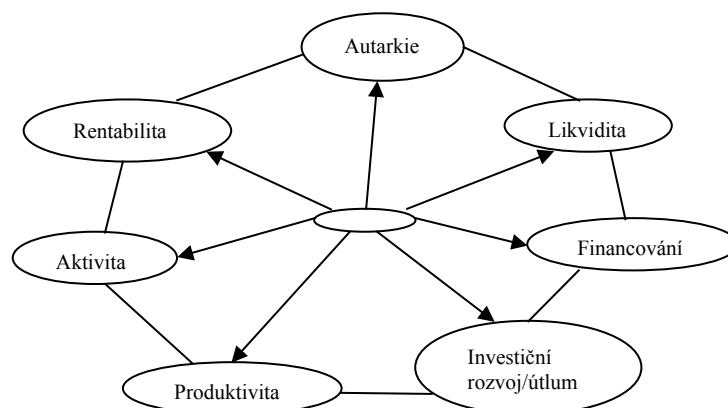 Autarkie
Rentabilita
Likvidita
Aktivita
Financování
Investiční
rozvoj/útlum
Produktivita